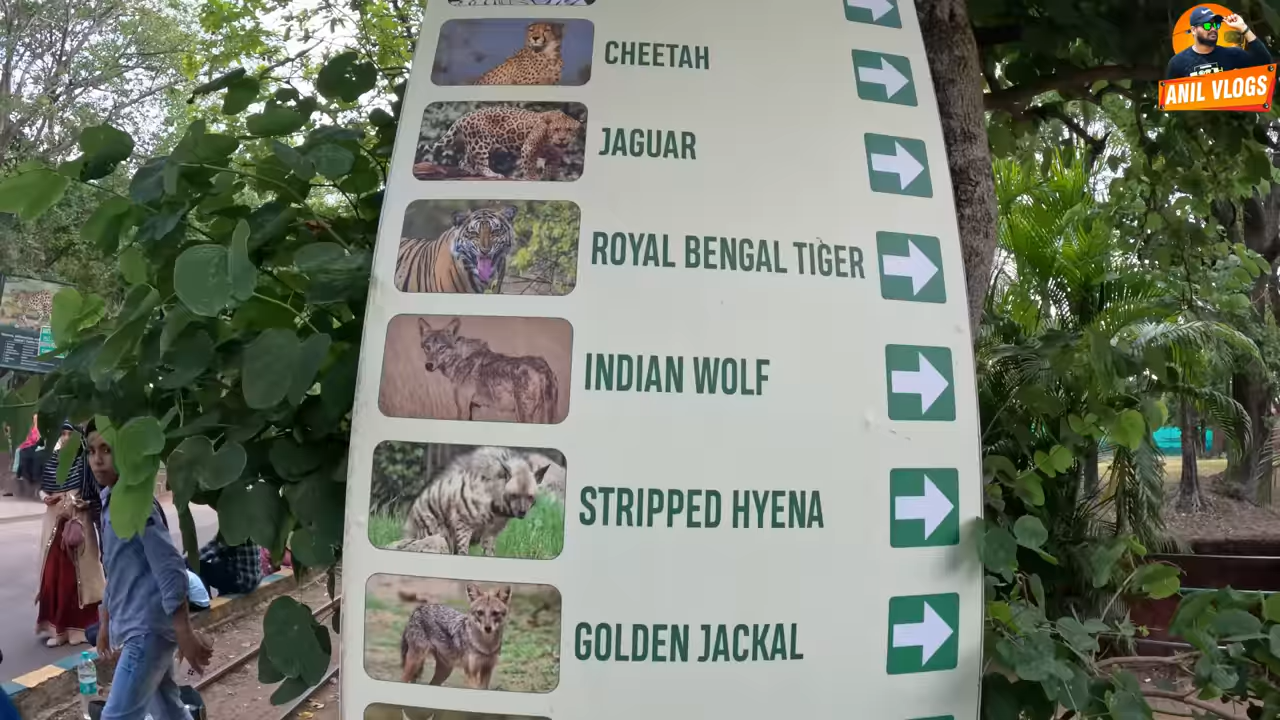 CHEETAH
JAGUAR
ROYAL BENGAL TIGER
INDIAN WOLF
STRIPPED HYENA
GOLDEN JACKAL
ANIL VLOGS